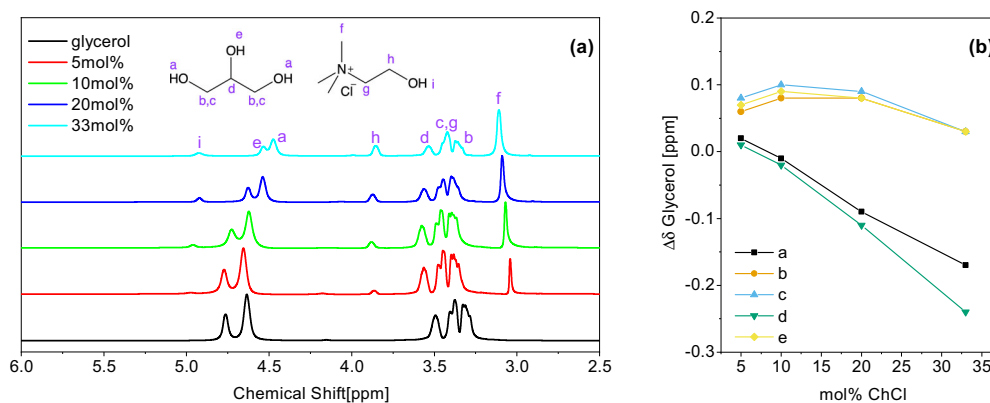 glycerol
5mol%
10mol%
20mol%
33mol%
(a)
e
OH
a
HO
d
OH
a
b,c
b,c
f
N+
Cl-
h
g
OH
i
i
e
a
h
d
c,g
b
f
6.0 5.5 5.0 4.5 4.0 3.5 3.0 2.5
Chemical Shift[ppm]
(b)
Δδ Glycerol [ppm]
0.2
0.1
0.0
-0.1
-0.2
-0.3
a
b
c
d
e
5 10 15 20 25 30 35
mol% ChCl